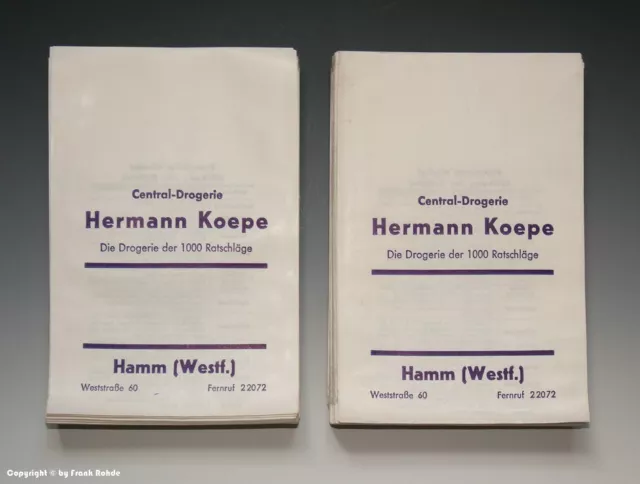 Central-Drogerie
Hermann Koepe
Die Drogerie der 1000 Ratschläge
Hamm (Westf.)
Weststraße 60 Fernruf 22072
Central-Drogerie
Hermann Koepe
Die Drogerie der 1000 Ratschläge
Hamm (Westf.)
Weststraße 60 Fernruf 22072
Copyright © by Frank Rohde